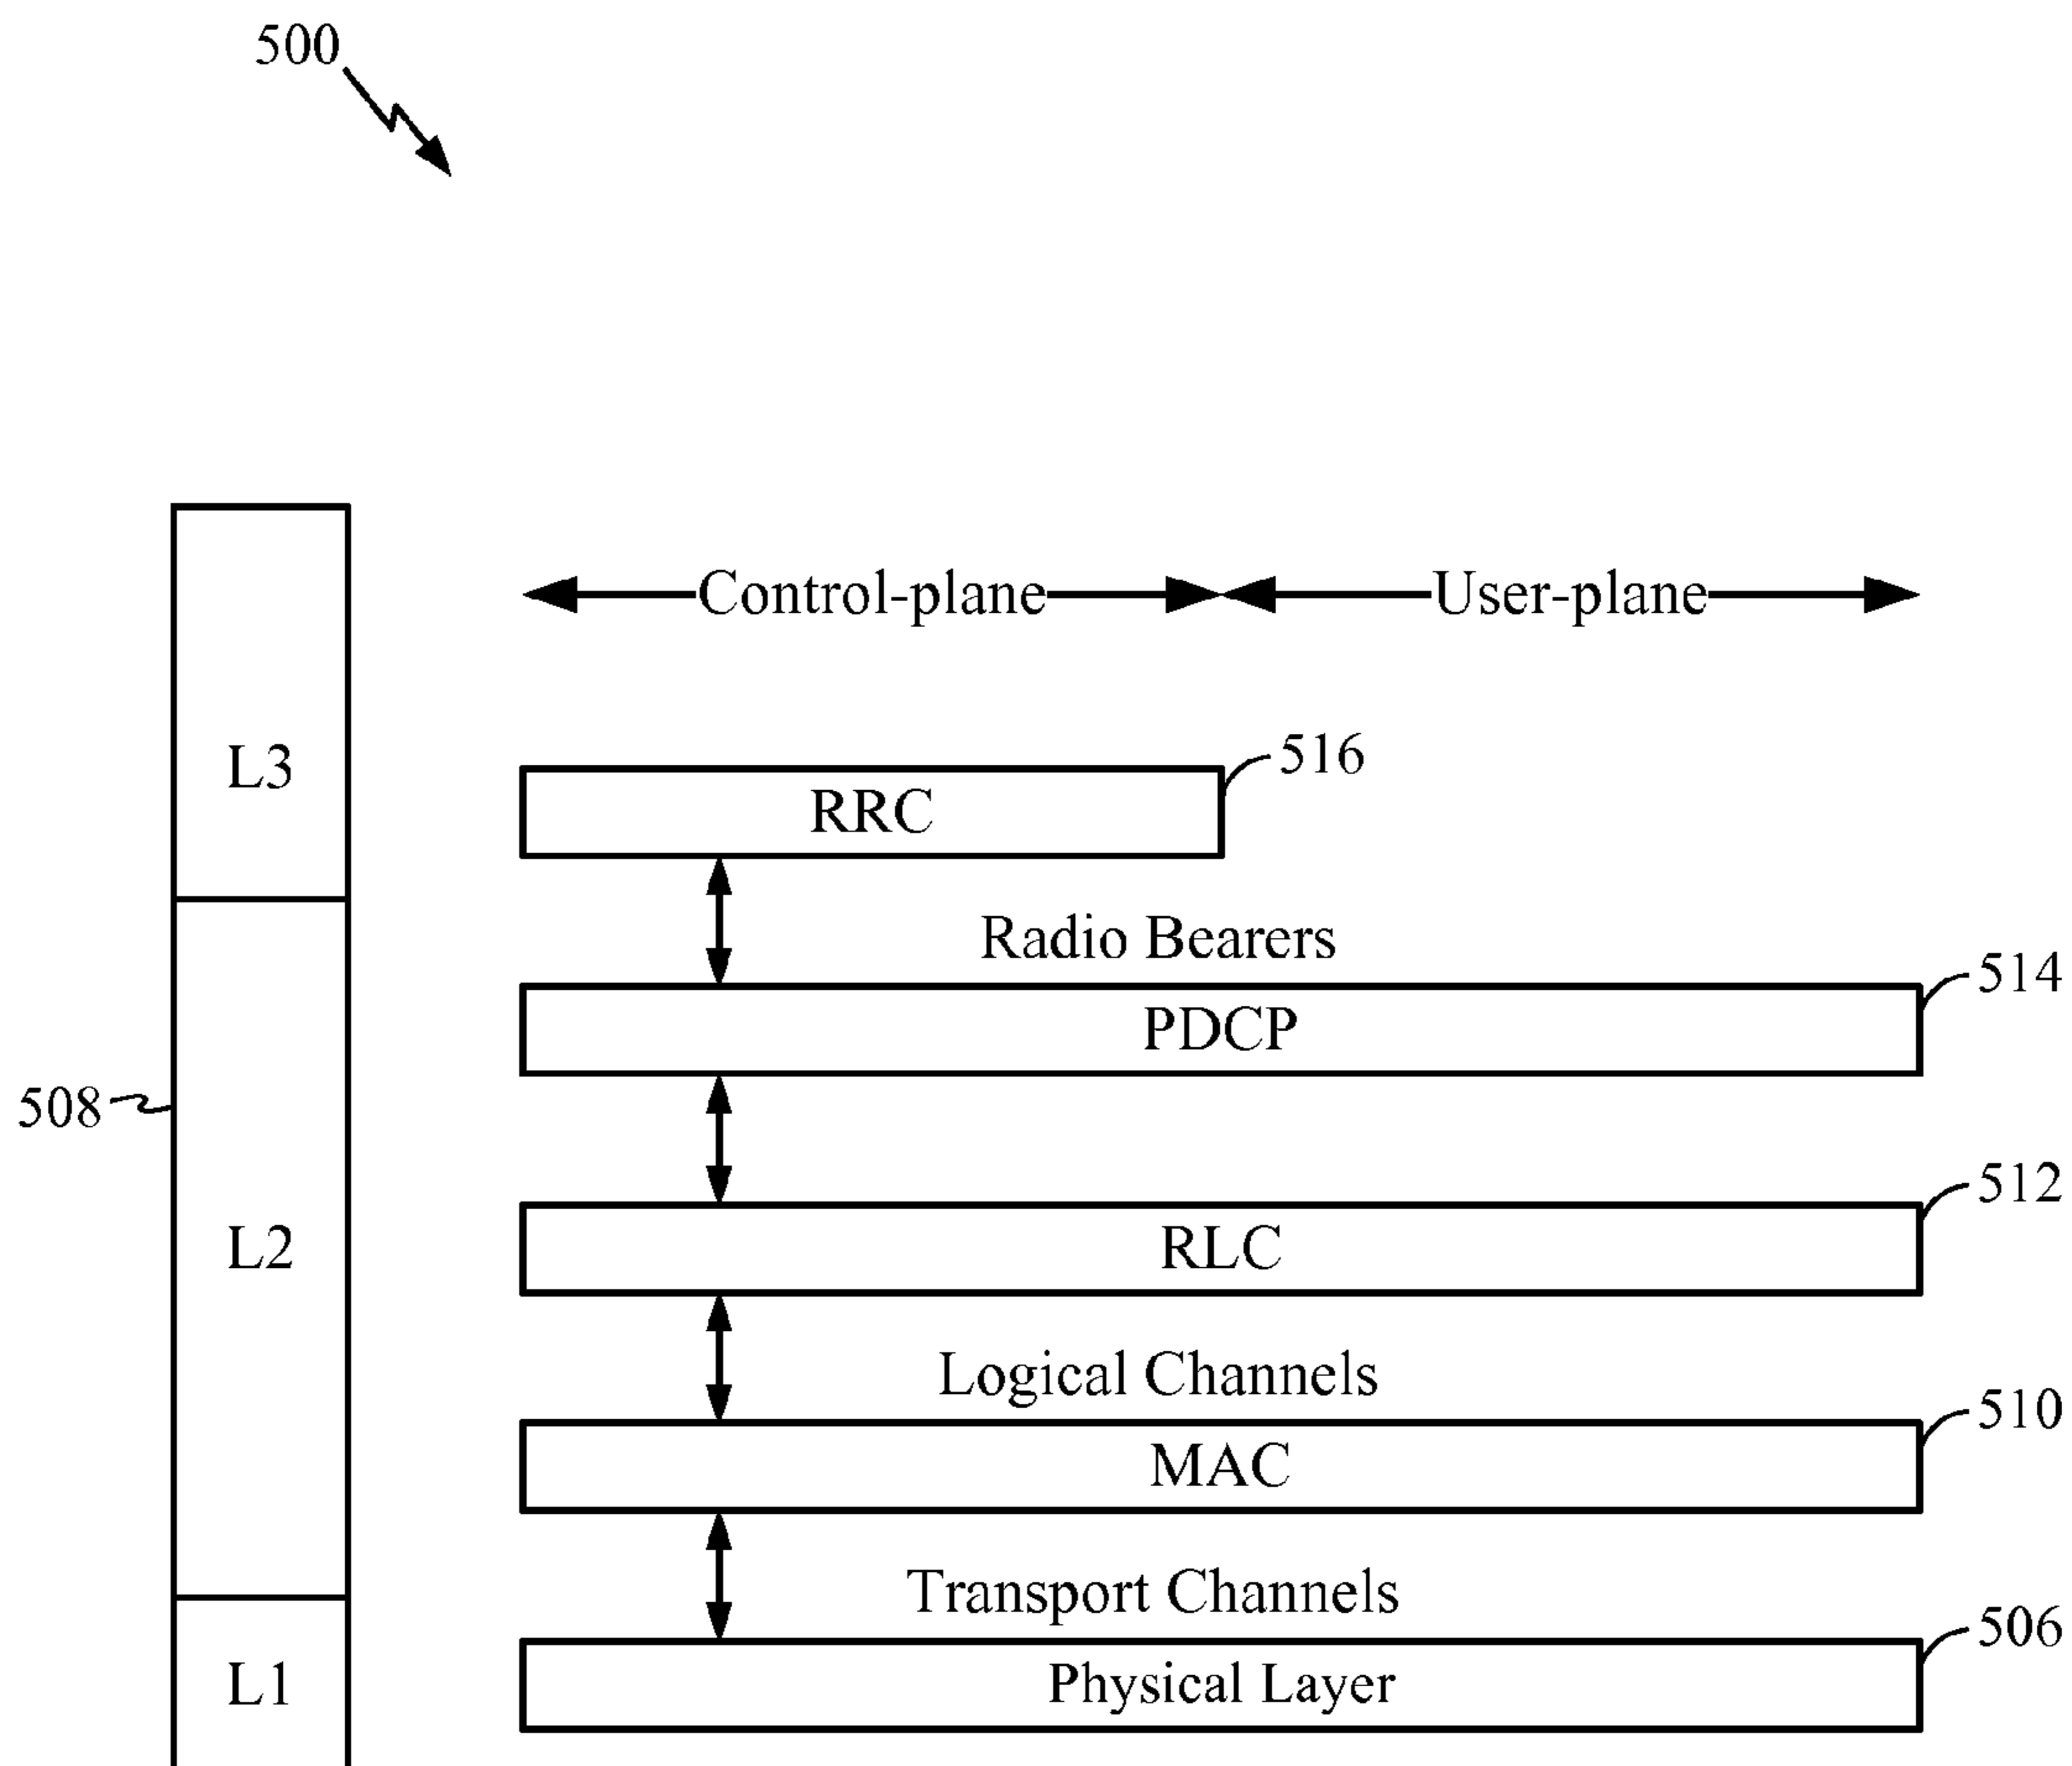 500
Control-plane User-plane
L3
516
RRC
Radio Bearers
514
PDCP
508
512
L2
RLC
Logical Channels
510
MAC
Transport Channels
506
L1
Physical Layer